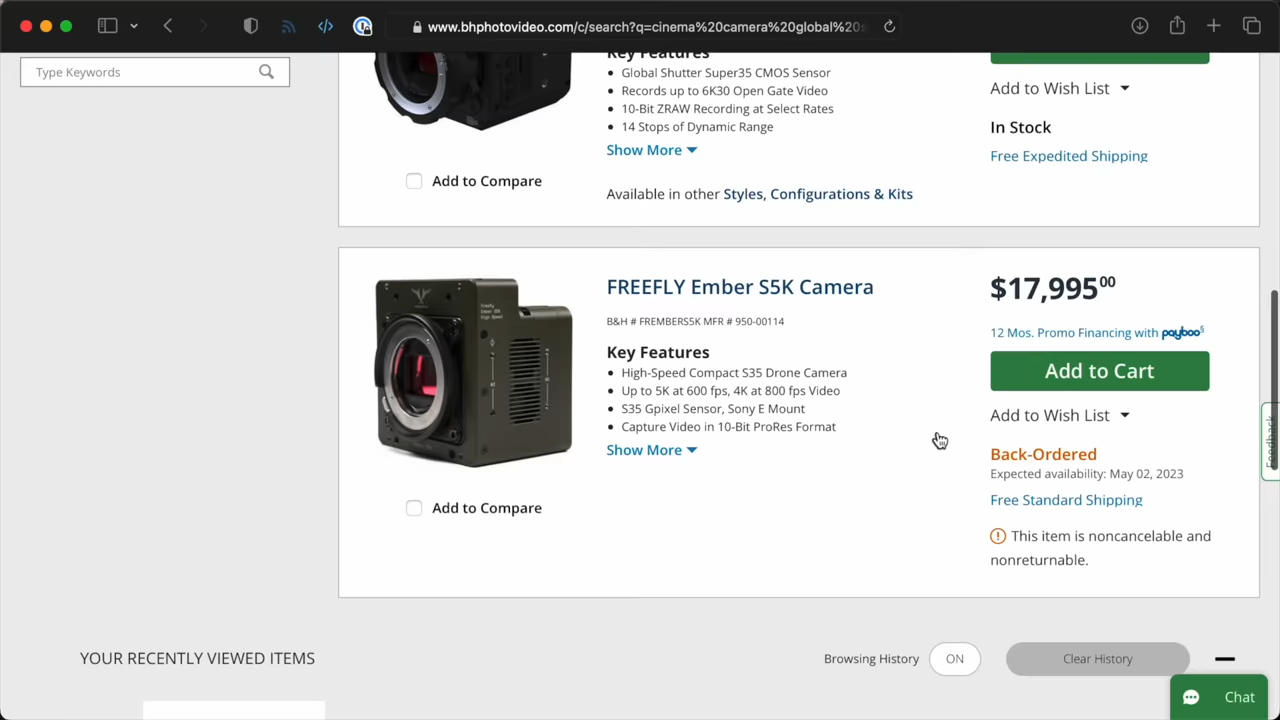 www.bhphotovideo.com/c/search?q=cinema%20camera%20global%20s
Type Keywords
Key Features
Global Shutter Super35 CMOS Sensor
Records up to 6K30 Open Gate Video
10-Bit ZRAW Recording at Select Rates
14 Stops of Dynamic Range
Show More
Add to Compare
Available in other Styles, Configurations & Kits
Add to Wish List
In Stock
Free Expedited Shipping
FREEFLY Ember S5K Camera
B&H # FREMBERS5K MFR # 950-00114
Key Features
High-Speed Compact S35 Drone Camera
Up to 5K at 600 fps, 4K at 800 fps Video
S35 Gpixel Sensor, Sony E Mount
Capture Video in 10-Bit ProRes Format
Show More
Add to Compare
$17,995.00
12 Mos. Promo Financing with payboo§
Add to Cart
Add to Wish List
Back-Ordered
Expected availability: May 02, 2023
Free Standard Shipping
This item is noncancelable and
nonreturnable.
Feedback
YOUR RECENTLY VIEWED ITEMS
Browsing History
ON
Clear History
Chat